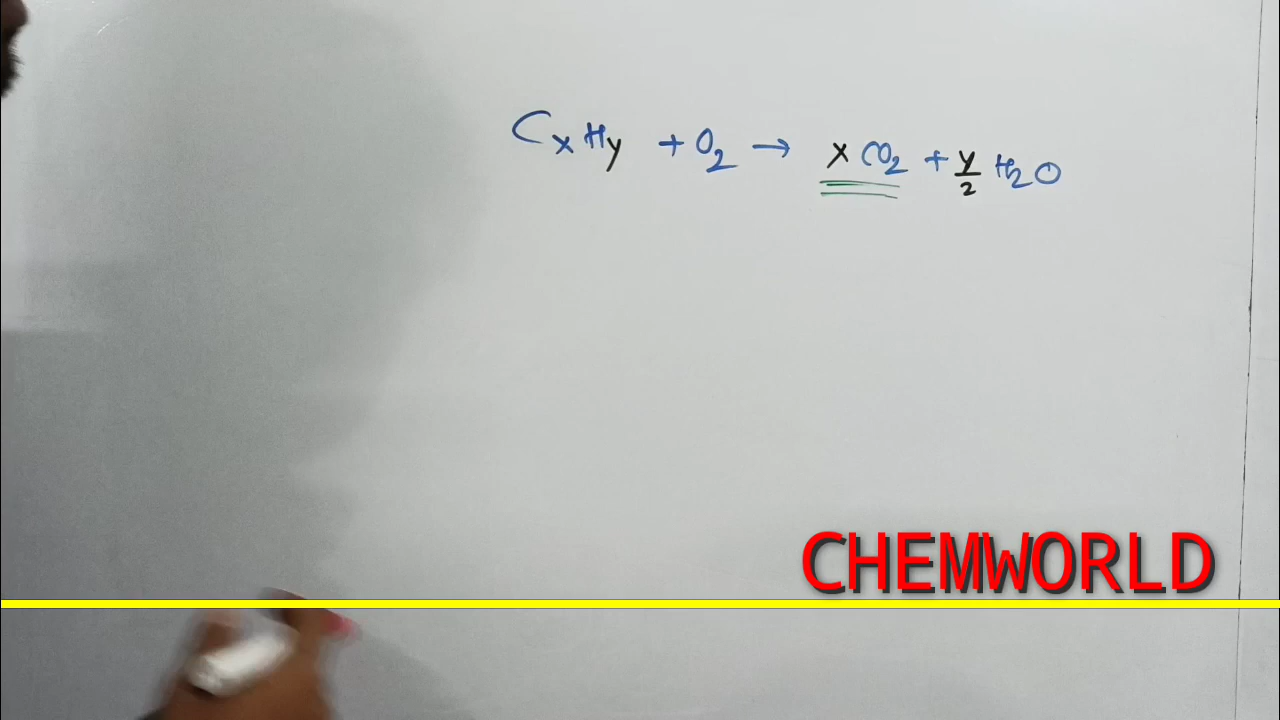 CxHy + O2 → x CO2 + y/2 H2O
CHEMWORLD